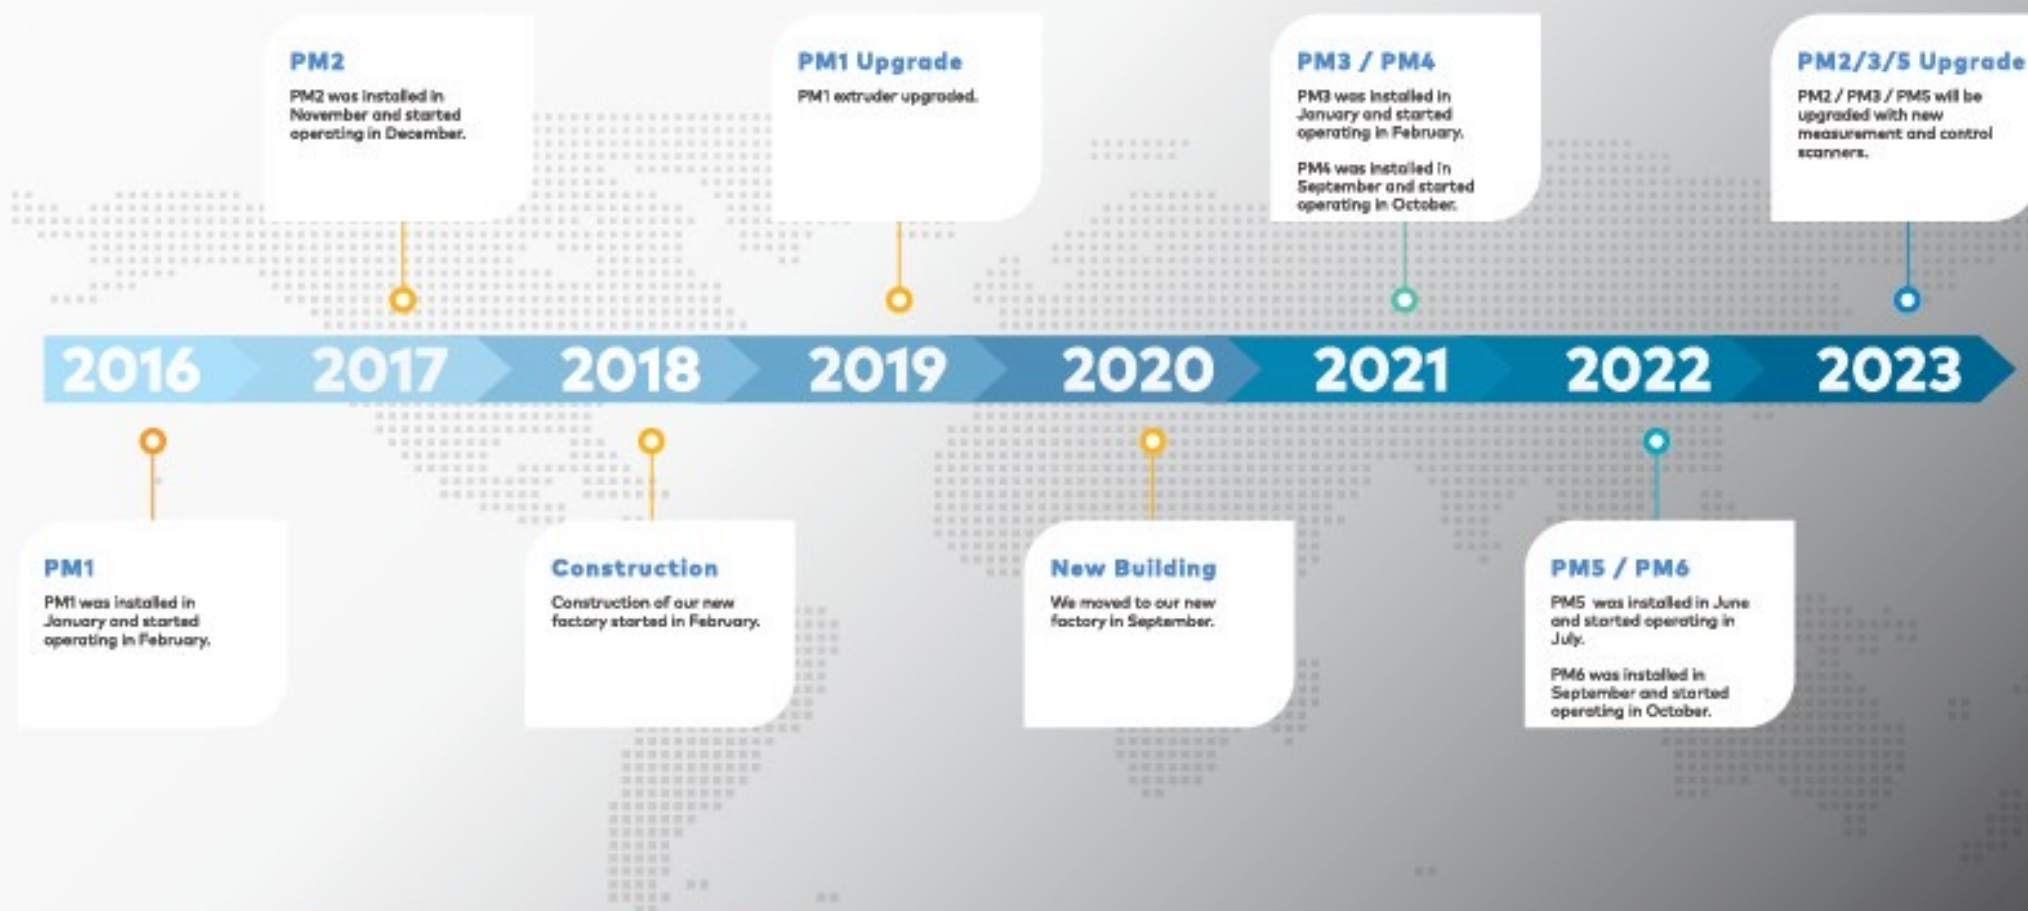 PM2
PM2 was installed in
November and started
operating in December.
PM1 Upgrade
PM1 extruder upgraded.
PM3 / PM4
PM3 was installed in
January and started
operating in February.
PM4 was installed in
September and started
operating in October.
PM2/3/5 Upgrade
PM2 / PM3 / PM5 will be
upgraded with new
measurement and control
scanners.
2016
2017
2018
2019
2020
2021
2022
2023
PM1
PM1 was installed in
January and started
operating in February.
Construction
Construction of our new
factory started in February.
New Building
We moved to our new
factory in September.
PM5 / PM6
PM5 was installed in June
and started operating in
July.
PM6 was installed in
September and started
operating in October.